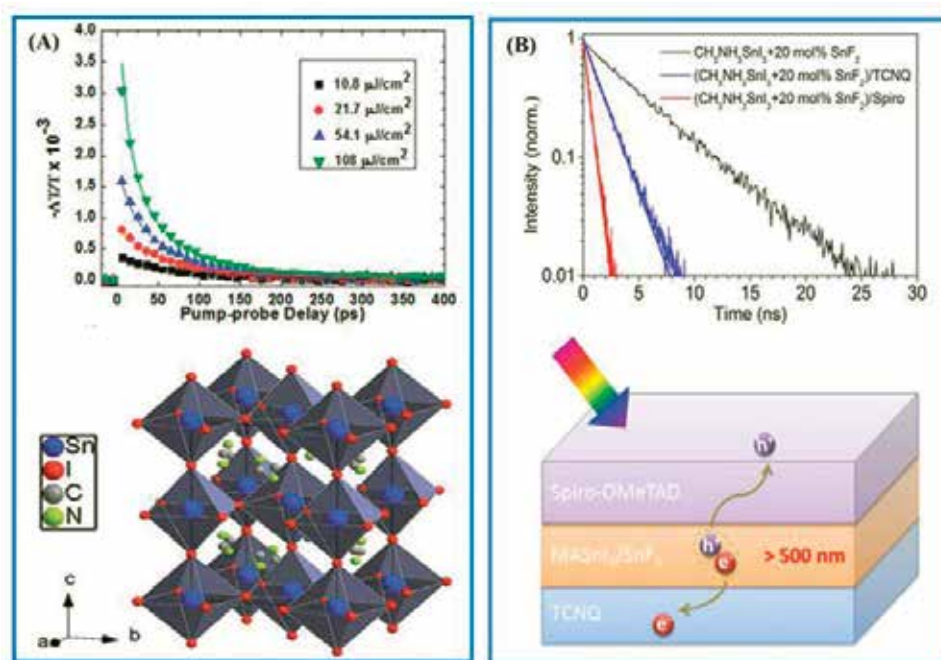 (A)
4.0
3.5
3.0
2.5
2.0
1.5
1.0
0.5
0.0
-ΔT/T x 10⁻³
10.8 μJ/cm²
21.7 μJ/cm²
54.1 μJ/cm²
108 μJ/cm²
0 50 100 150 200 250 300 350 400
Pump-probe Delay (ps)
Sn
I
C
N
c
a
b
(B)
1
0.1
0.01
Intensity (norm.)
CH₃NH₃SnI₃+20 mol% SnF₂
(CH₃NH₃SnI₃+20 mol% SnF₂)/TCNQ
(CH₃NH₃SnI₃+20 mol% SnF₂)/Spiro
0 5 10 15 20 25 30
Time (ns)
h⁺
Spiro-OMeTAD
h⁺
MASnI₃/SnF₂
> 500 nm
e⁻
TCNQ
e⁻